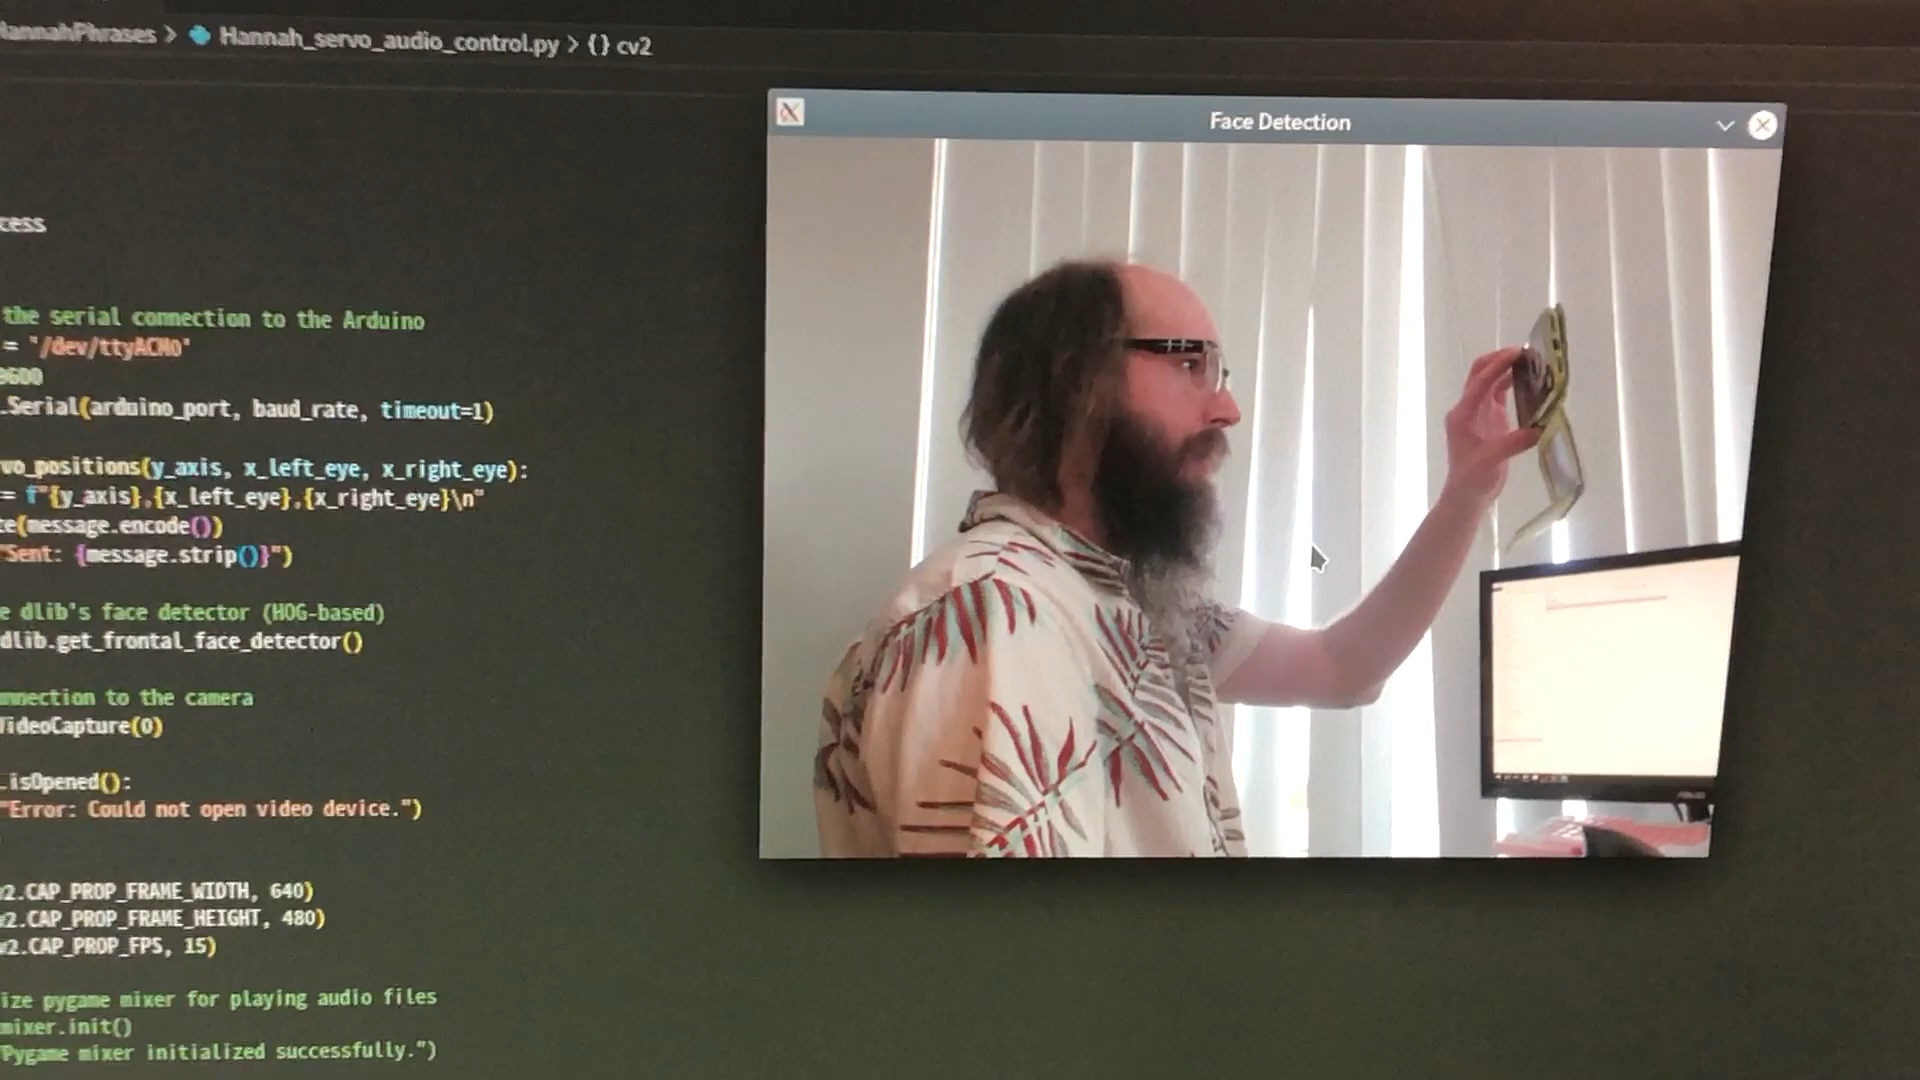 HannahPhrases > Hannah_servo_audio_control.py > {} cv2
Face Detection
cess
the serial connection to the Arduino
= '/dev/ttyACM0'
9600
.Serial(arduino_port, baud_rate, timeout=1)
vo_positions(y_axis, x_left_eye, x_right_eye):
= f"{y_axis},{x_left_eye},{x_right_eye}\n"
te(message.encode())
"Sent: {message.strip()}")
e dlib's face detector (HOG-based)
dlib.get_frontal_face_detector()
nnection to the camera
VideoCapture(0)
.isOpened():
"Error: Could not open video device.")
v2.CAP_PROP_FRAME_WIDTH, 640)
v2.CAP_PROP_FRAME_HEIGHT, 480)
v2.CAP_PROP_FPS, 15)
ize pygame mixer for playing audio files
mixer.init()
"Pygame mixer initialized successfully.")